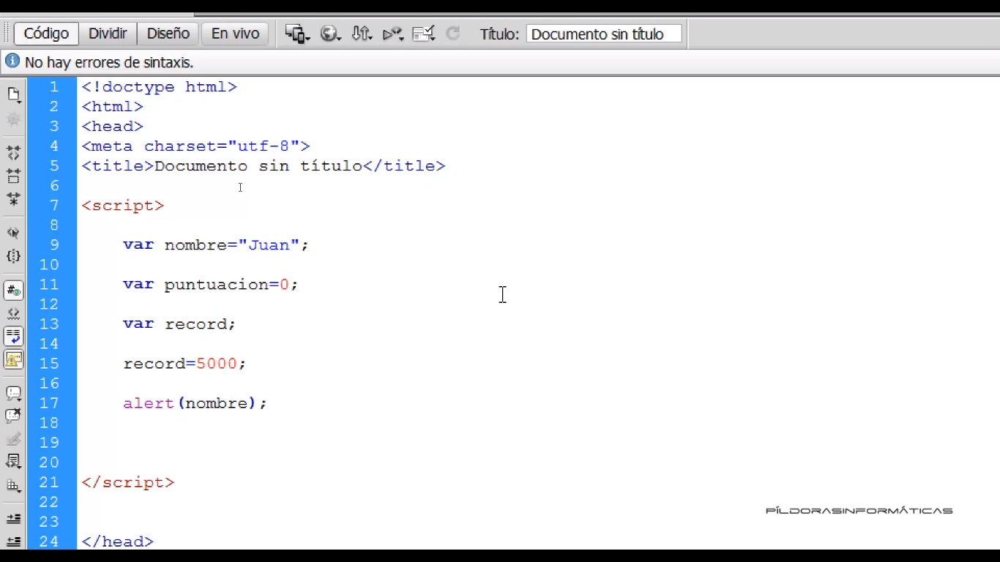 Código Dividir Diseño En vivo Título: Documento sin título
No hay errores de sintaxis.
1 <!doctype html>
2 <html>
3 <head>
4 <meta charset="utf-8">
5 <title>Documento sin título</title>
6
7 <script>
8
9 var nombre="Juan";
10
11 var puntuacion=0;
12
13 var record;
14
15 record=5000;
16
17 alert(nombre);
18
19
20
21 </script>
22
PÍLDORASINFORMÁTICAS
23
24 </head>